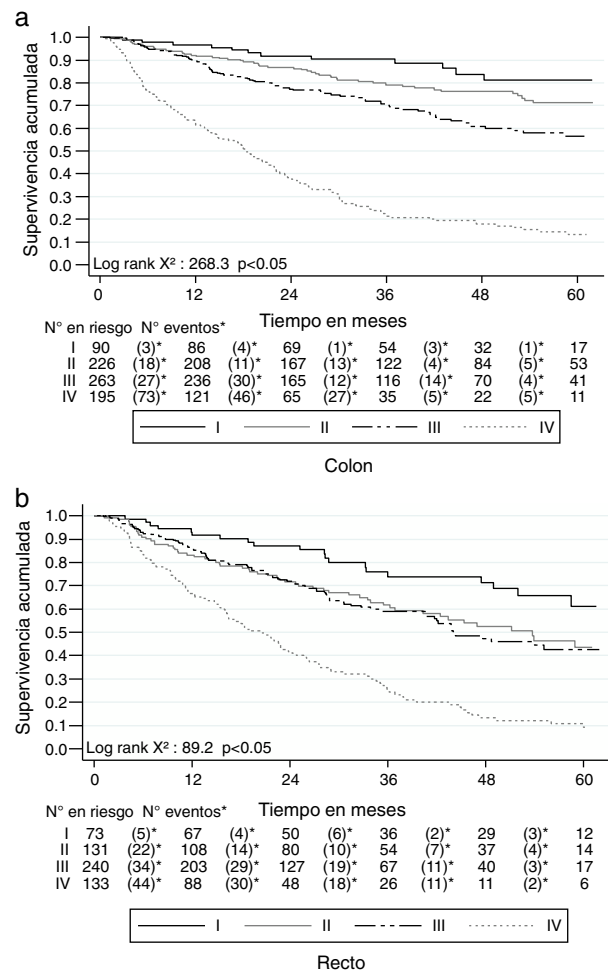 a
1.0
0.9
0.8
0.7
0.6
0.5
0.4
0.3
0.2
0.1
0.0
Supervivencia acumulada
Log rank X² : 268.3 p<0.05
0 12 24 36 48 60
Tiempo en meses
N° en riesgo N° eventos*
I 90 (3)* 86 (4)* 69 (1)* 54 (3)* 32 (1)* 17
II 226 (18)* 208 (11)* 167 (13)* 122 (4)* 84 (5)* 53
III 263 (27)* 236 (30)* 165 (12)* 116 (14)* 70 (4)* 41
IV 195 (73)* 121 (46)* 65 (27)* 35 (5)* 22 (5)* 11
I II III IV
Colon
b
1.0
0.9
0.8
0.7
0.6
0.5
0.4
0.3
0.2
0.1
0.0
Supervivencia acumulada
Log rank X² : 89.2 p<0.05
0 12 24 36 48 60
N° en riesgo N° eventos* Tiempo en meses
I 73 (5)* 67 (4)* 50 (6)* 36 (2)* 29 (3)* 12
II 131 (22)* 108 (14)* 80 (10)* 54 (7)* 37 (4)* 14
III 240 (34)* 203 (29)* 127 (19)* 67 (11)* 40 (3)* 17
IV 133 (44)* 88 (30)* 48 (18)* 26 (11)* 11 (2)* 6
I II III IV
Recto